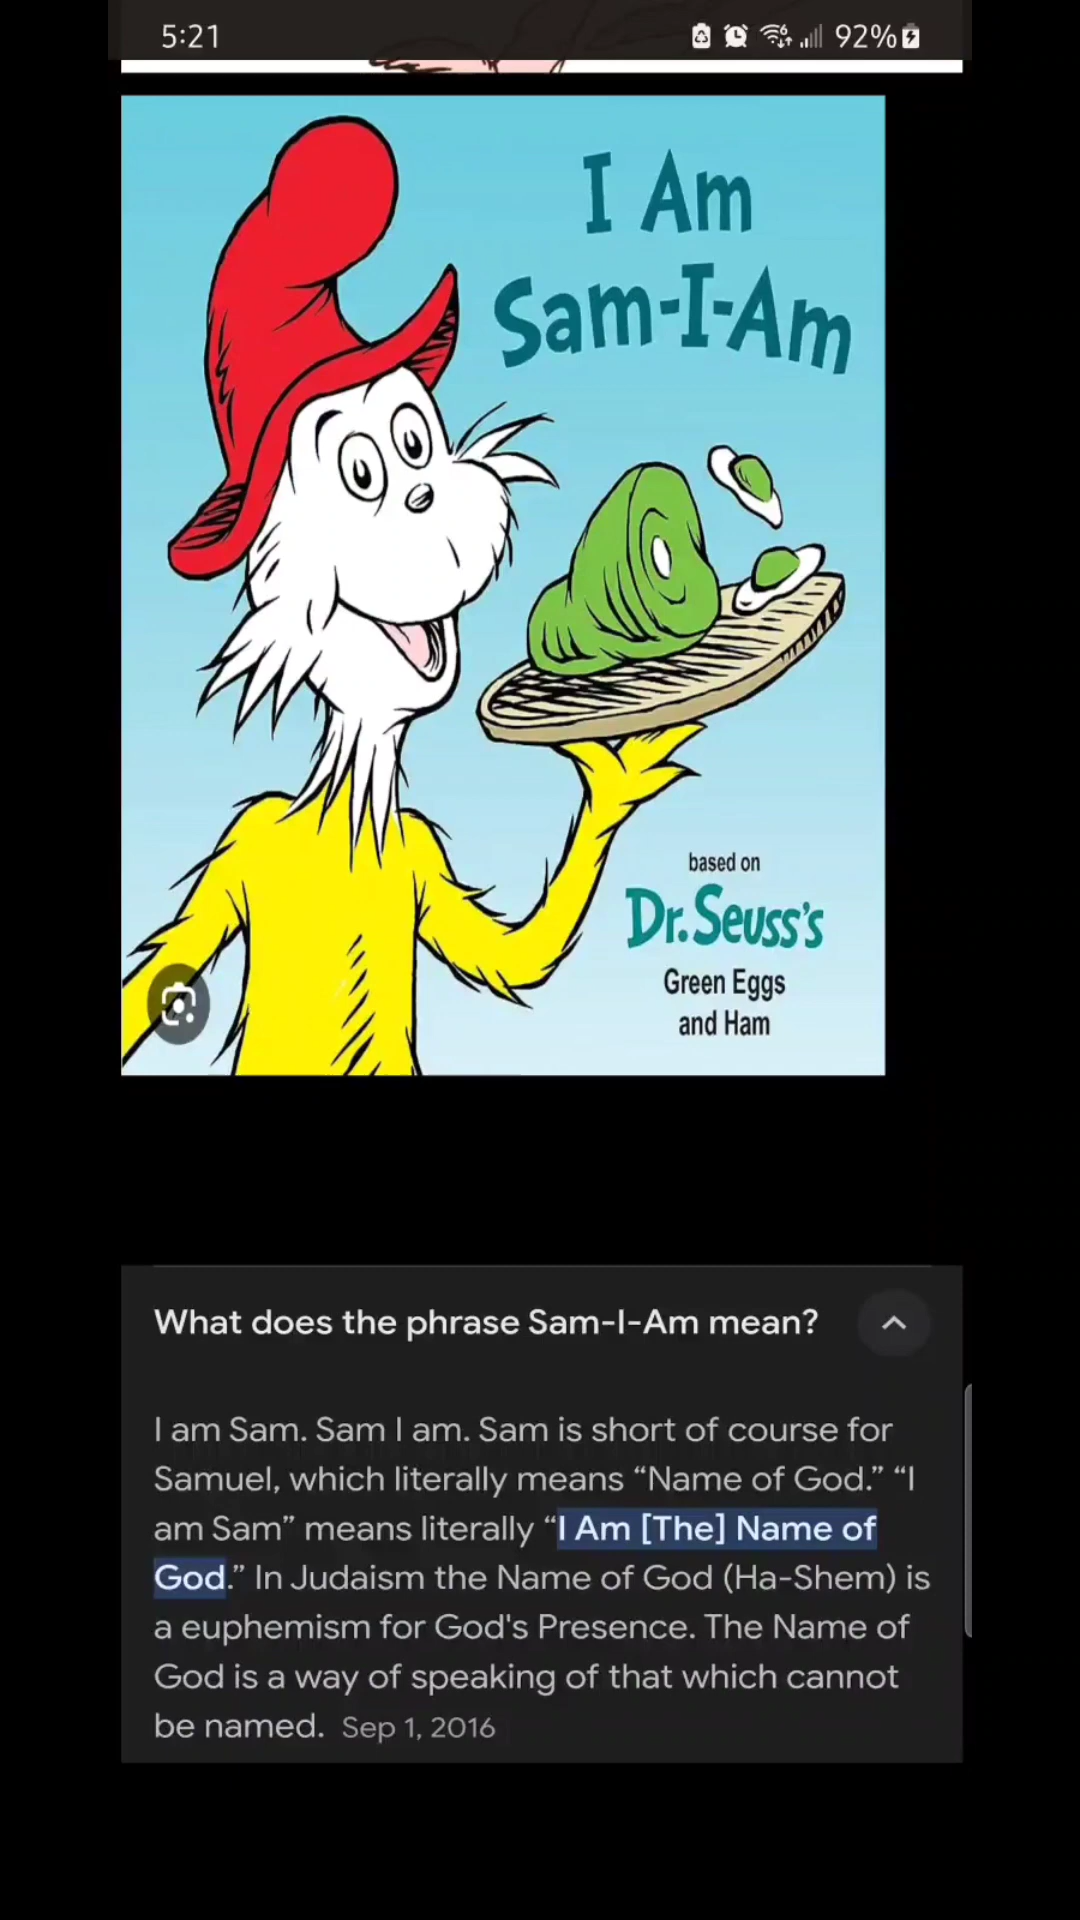 5:21
92%
I Am
Sam-I-Am
based on
Dr. Seuss's
Green Eggs
and Ham
What does the phrase Sam-I-Am mean?
I am Sam. Sam I am. Sam is short of course for
Samuel, which literally means “Name of God.” “I
am Sam” means literally “I Am [The] Name of
God.” In Judaism the Name of God (Ha-Shem) is
a euphemism for God's Presence. The Name of
God is a way of speaking of that which cannot
be named. Sep 1, 2016